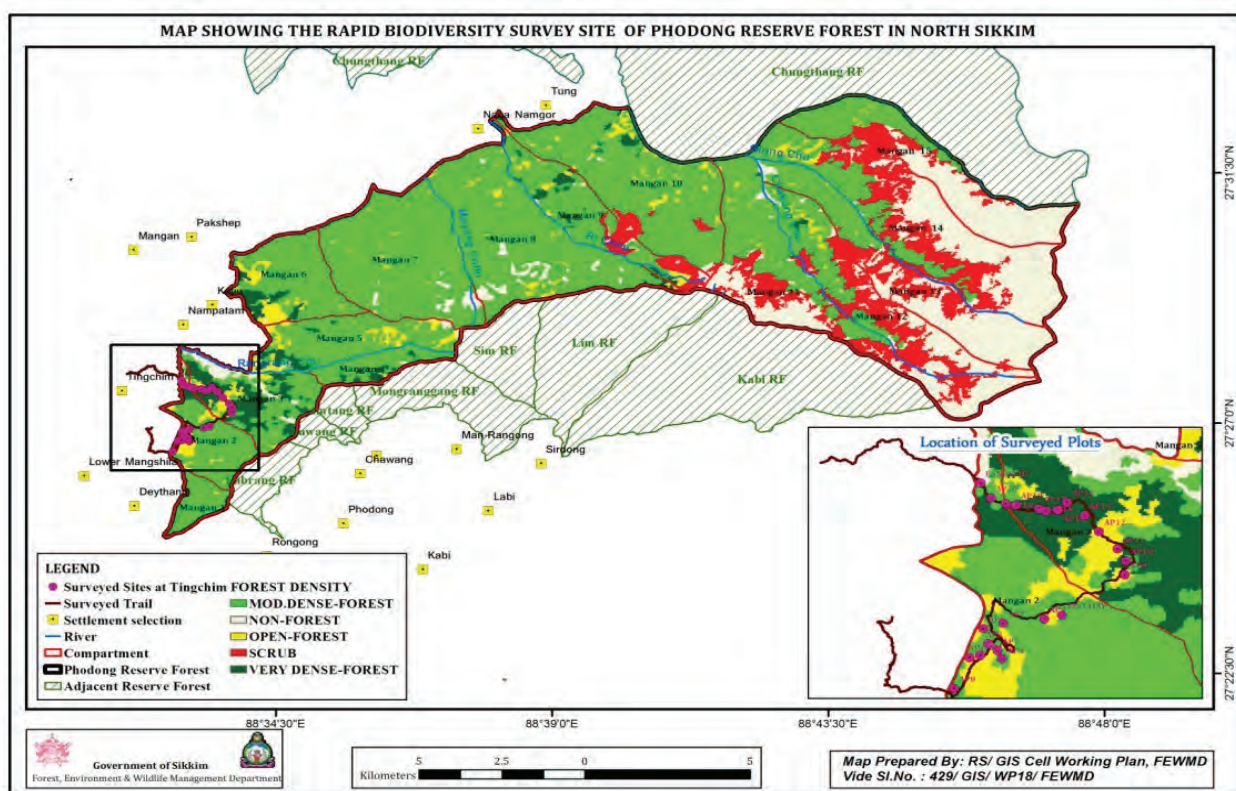 MAP SHOWING THE RAPID BIODIVERSITY SURVEY SITE OF PHODONG RESERVE FOREST IN NORTH SIKKIM
Chungthang RF
Chungthang RF
Tung
Naga Namgor
Mangan 15
27°31'30"N
Mangan 10
Pakshep
Mangan
Mangan 9
Mangan 14
Mangan 8
Mangan 7
Mangan 6
Nampatam
Mangan 12
Mangan 5
Sim RF
Lim RF
Kabi RF
Tingchim
Mongranggang RF
Mangan 2
27°27'0"N
Man-Rangong
Lower Mangshila
Chawang
Sirpong
Deythang
Labi
Phodong
Rongong
Kabi
Location of Surveyed Plots
Mangan 2
27°22'30"N
LEGEND
Surveyed Sites at Tingchim
Surveyed Trail
Settlement selection
River
Compartment
Phodong Reserve Forest
Adjacent Reserve Forest
FOREST DENSITY
MOD.DENSE-FOREST
NON-FOREST
OPEN-FOREST
SCRUB
VERY DENSE-FOREST
88°34'30"E
88°39'0"E
88°43'30"E
88°48'0"E
Government of Sikkim
Forest, Environment & Wildlife Management Department
5 2.5 0 5
Kilometers
Map Prepared By: RS/ GIS Cell Working Plan, FEWMD
Vide Sl.No. : 429/ GIS/ WP18/ FEWMD